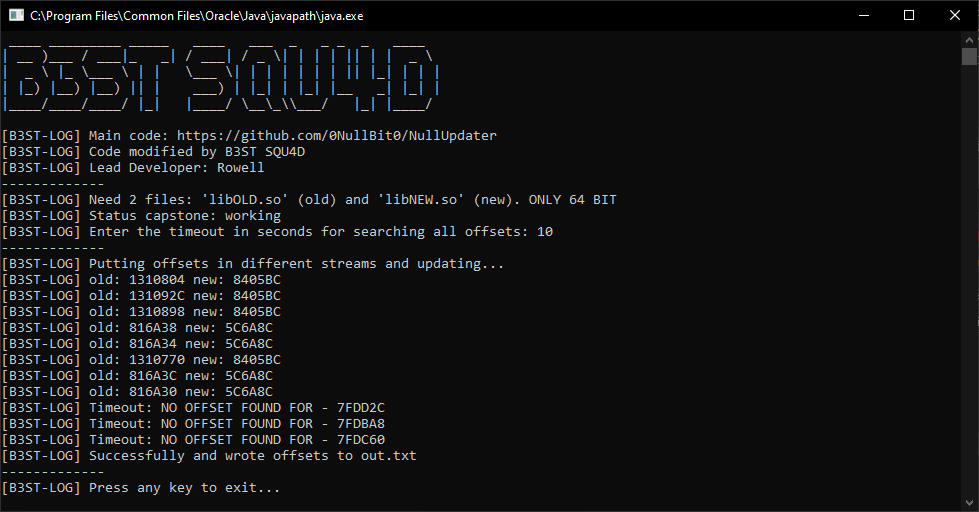 C:\Program Files\Common Files\Oracle\Java\javapath\java.exe
B3ST SQU4D
[B3ST-LOG] Main code: https://github.com/0NullBit0/NullUpdater
[B3ST-LOG] Code modified by B3ST SQU4D
[B3ST-LOG] Lead Developer: Rowell
-------------
[B3ST-LOG] Need 2 files: 'libOLD.so' (old) and 'libNEW.so' (new). ONLY 64 BIT
[B3ST-LOG] Status capstone: working
[B3ST-LOG] Enter the timeout in seconds for searching all offsets: 10
-------------
[B3ST-LOG] Putting offsets in different streams and updating...
[B3ST-LOG] old: 1310804 new: 8405BC
[B3ST-LOG] old: 131092C new: 8405BC
[B3ST-LOG] old: 1310898 new: 8405BC
[B3ST-LOG] old: 816A38 new: 5C6A8C
[B3ST-LOG] old: 816A34 new: 5C6A8C
[B3ST-LOG] old: 1310770 new: 8405BC
[B3ST-LOG] old: 816A3C new: 5C6A8C
[B3ST-LOG] old: 816A30 new: 5C6A8C
[B3ST-LOG] Timeout: NO OFFSET FOUND FOR - 7FDD2C
[B3ST-LOG] Timeout: NO OFFSET FOUND FOR - 7FDBA8
[B3ST-LOG] Timeout: NO OFFSET FOUND FOR - 7FDC60
[B3ST-LOG] Successfully and wrote offsets to out.txt
-------------
[B3ST-LOG] Press any key to exit...